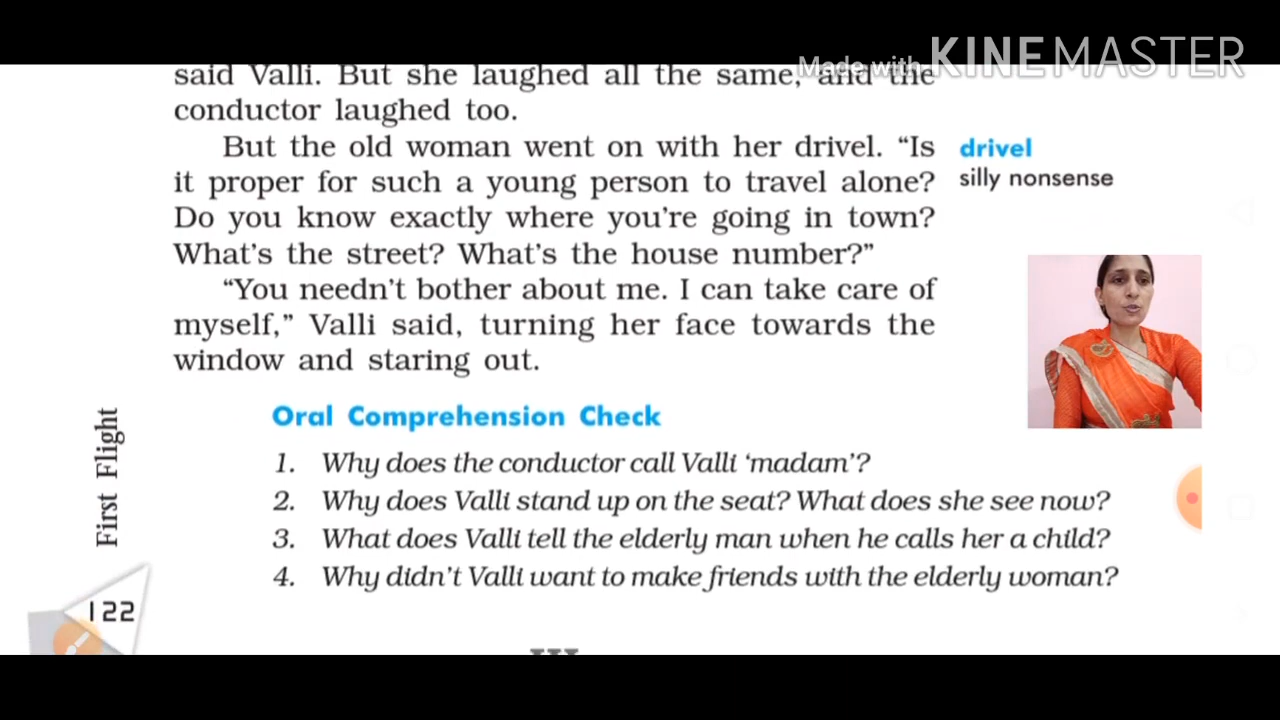 Made with KINEMASTER
said Valli. But she laughed all the same, and the
conductor laughed too.
But the old woman went on with her drivel. “Is
it proper for such a young person to travel alone?
Do you know exactly where you’re going in town?
What’s the street? What’s the house number?”
drivel
silly nonsense
“You needn’t bother about me. I can take care of
myself,” Valli said, turning her face towards the
window and staring out.
Oral Comprehension Check
1. Why does the conductor call Valli ‘madam’?
2. Why does Valli stand up on the seat? What does she see now?
3. What does Valli tell the elderly man when he calls her a child?
4. Why didn’t Valli want to make friends with the elderly woman?
First Flight
122
III